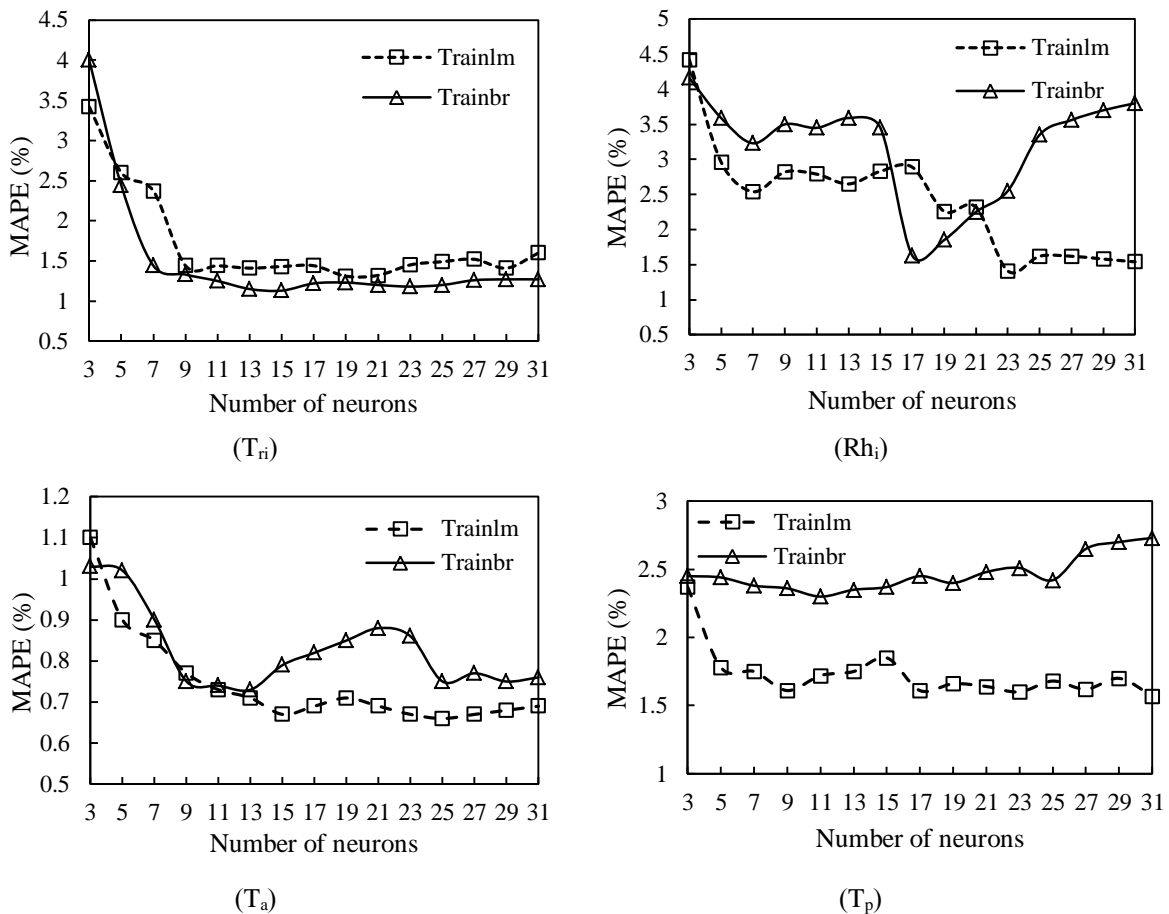 4.5
4
3.5
3
2.5
2
1.5
1
0.5
MAPE (%)
Trainlm
Trainbr
3 5 7 9 11 13 15 17 19 21 23 25 27 29 31
Number of neurons
(Tri)
5
4.5
4
3.5
3
2.5
2
1.5
1
0.5
MAPE (%)
Trainlm
Trainbr
3 5 7 9 11 13 15 17 19 21 23 25 27 29 31
Number of neurons
(Rhi)
1.2
1.1
1
0.9
0.8
0.7
0.6
0.5
MAPE (%)
Trainlm
Trainbr
3 5 7 9 11 13 15 17 19 21 23 25 27 29 31
Number of neurons
(Ta)
3
2.5
2
1.5
1
MAPE (%)
Trainlm
Trainbr
3 5 7 9 11 13 15 17 19 21 23 25 27 29 31
Number of neurons
(Tp)